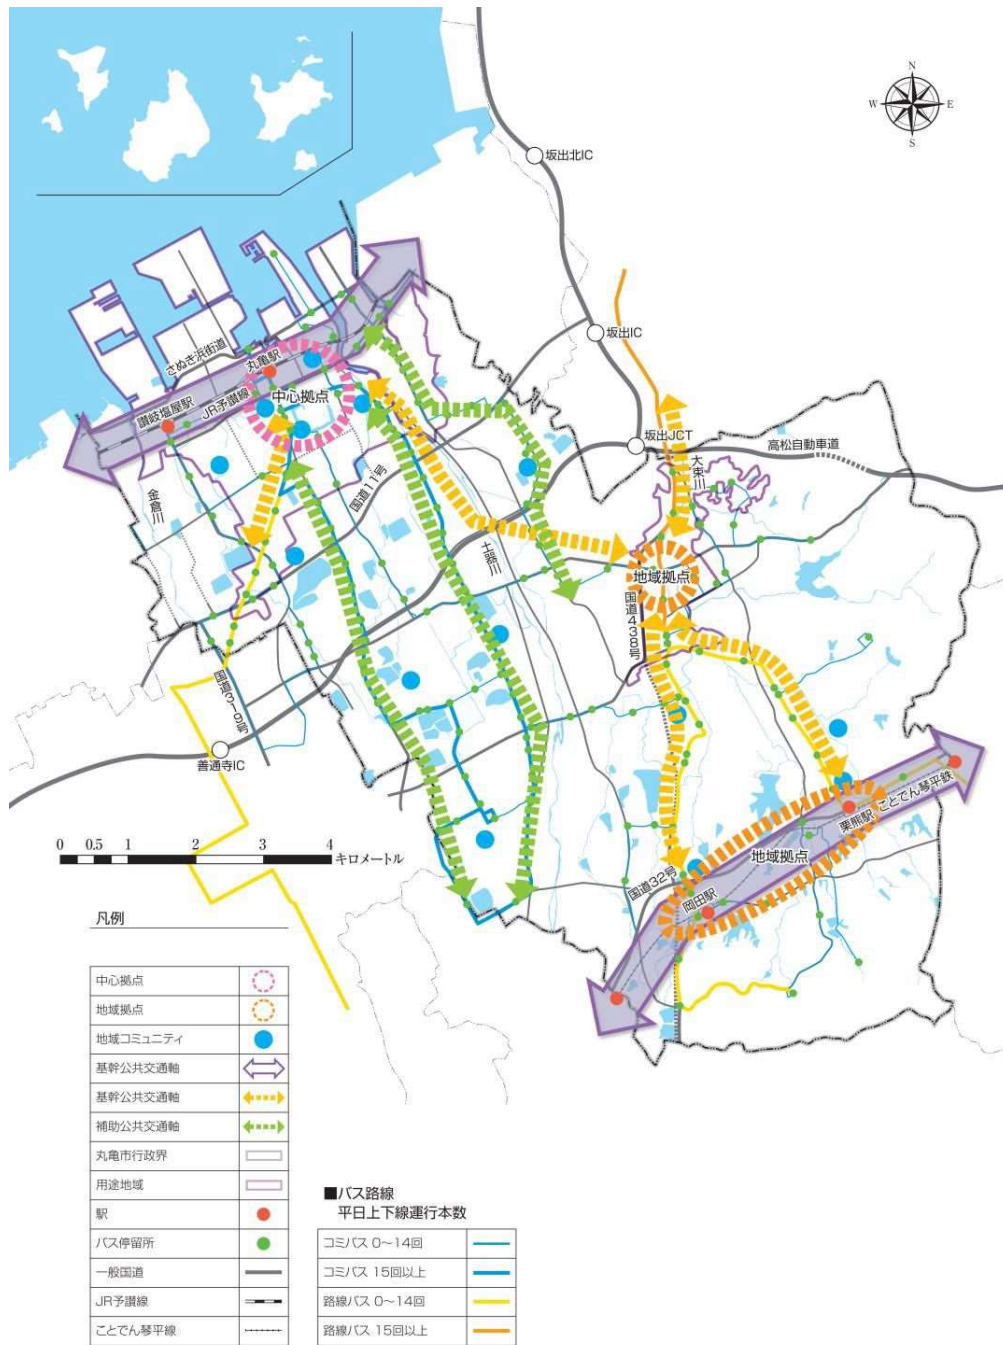 N
W
E
S
坂出北IC
坂出IC
さぬき浜街道
丸亀駅
讃岐塩屋駅
JR予讃線
中心拠点
坂出JCT
高松自動車道
大束川
金倉川
国道11号
土器川
地域拠点
国道438号
国道319号
善通寺IC
0 0.5 1 2 3 4 キロメートル
栗熊駅
ことでん琴平鉄
地域拠点
国道32号
岡田駅
凡例
中心拠点
地域拠点
地域コミュニティ
基幹公共交通軸
基幹公共交通軸
補助公共交通軸
丸亀市行政界
用途地域
駅
バス停留所
一般国道
JR予讃線
ことでん琴平線
■バス路線
平日上下線運行本数
コミバス 0～14回
コミバス 15回以上
路線バス 0～14回
路線バス 15回以上